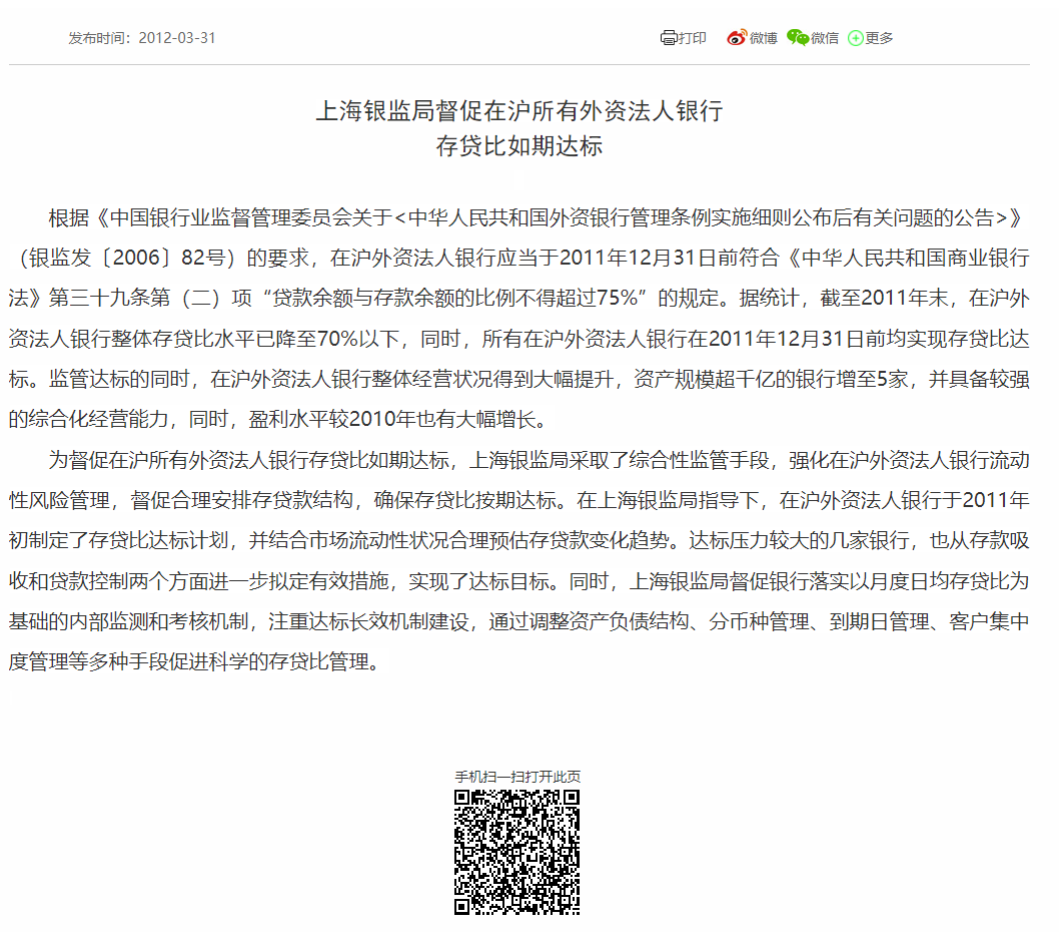 发布时间：2012-03-31
打印 微博 微信 更多
上海银监局督促在沪所有外资法人银行
存贷比如期达标
根据《中国银行业监督管理委员会关于<中华人民共和国外资银行管理条例实施细则公布后有关问题的公告>》
（银监发〔2006〕82号）的要求，在沪外资法人银行应当于2011年12月31日前符合《中华人民共和国商业银行
法》第三十九条第（二）项“贷款余额与存款余额的比例不得超过75%”的规定。据统计，截至2011年末，在沪外
资法人银行整体存贷比水平已降至70%以下，同时，所有在沪外资法人银行在2011年12月31日前均实现存贷比达
标。监管达标的同时，在沪外资法人银行整体经营状况得到大幅提升，资产规模超千亿的银行增至5家，并具备较强
的综合化经营能力，同时，盈利水平较2010年也有大幅增长。
为督促在沪所有外资法人银行存贷比如期达标，上海银监局采取了综合性监管手段，强化在沪外资法人银行流动
性风险管理，督促合理安排存贷款结构，确保存贷比按期达标。在上海银监局指导下，在沪外资法人银行于2011年
初制定了存贷比达标计划，并结合市场流动性状况合理预估存贷款变化趋势。达标压力较大的几家银行，也从存款吸
收和贷款控制两个方面进一步拟定有效措施，实现了达标目标。同时，上海银监局督促银行落实以月度日均存贷比为
基础的内部监测和考核机制，注重达标长效机制建设，通过调整资产负债结构、分币种管理、到期日管理、客户集中
度管理等多种手段促进科学的存贷比管理。
手机扫一扫打开此页